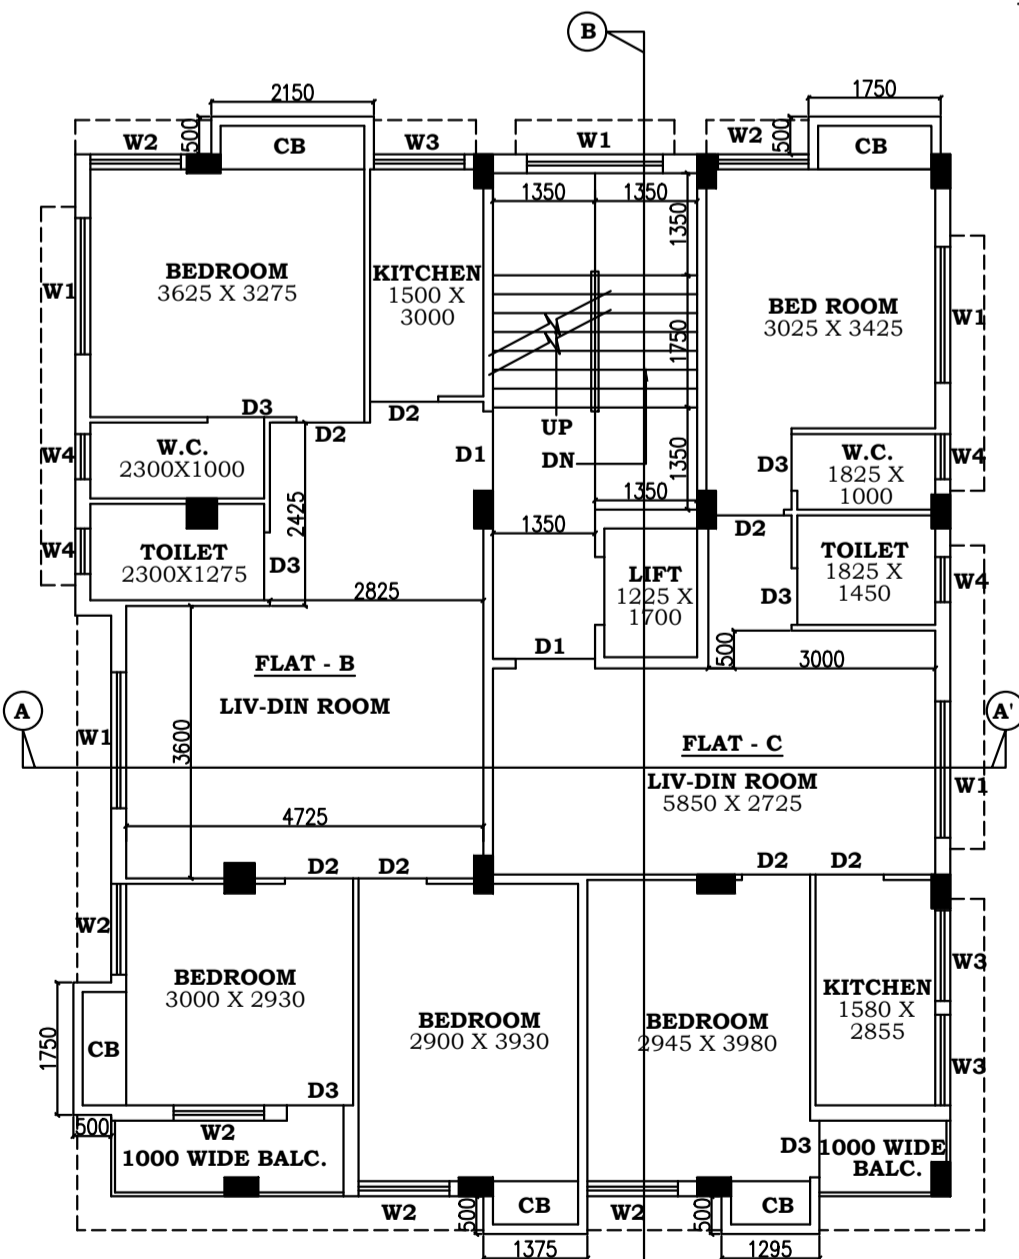 B
2150
1750
W2
500
CB
W3
W1
W2
500
CB
1350
1350
1350
BEDROOM
3625 X 3275
KITCHEN
1500 X
3000
W1
BED ROOM
3025 X 3425
W1
1750
D3
D2
D2
UP
D1
DN
W4
W.C.
2300X1000
1350
D3
W.C.
1825 X
1000
W4
2425
1350
1350
D2
W4
TOILET
2300X1275
D3
LIFT
1225 X
1700
TOILET
1825 X
1450
W4
2825
D3
D1
500
3000
FLAT - B
LIV-DIN ROOM
A
A'
W1
3600
FLAT - C
LIV-DIN ROOM
5850 X 2725
W1
4725
D2
D2
D2
D2
W2
BEDROOM
3000 X 2930
W3
KITCHEN
1580 X
2855
BEDROOM
2900 X 3930
BEDROOM
2945 X 3980
1750
CB
W3
D3
500
W2
1000 WIDE BALC.
D3
1000 WIDE
BALC.
W2
500
CB
W2
500
CB
1375
1295